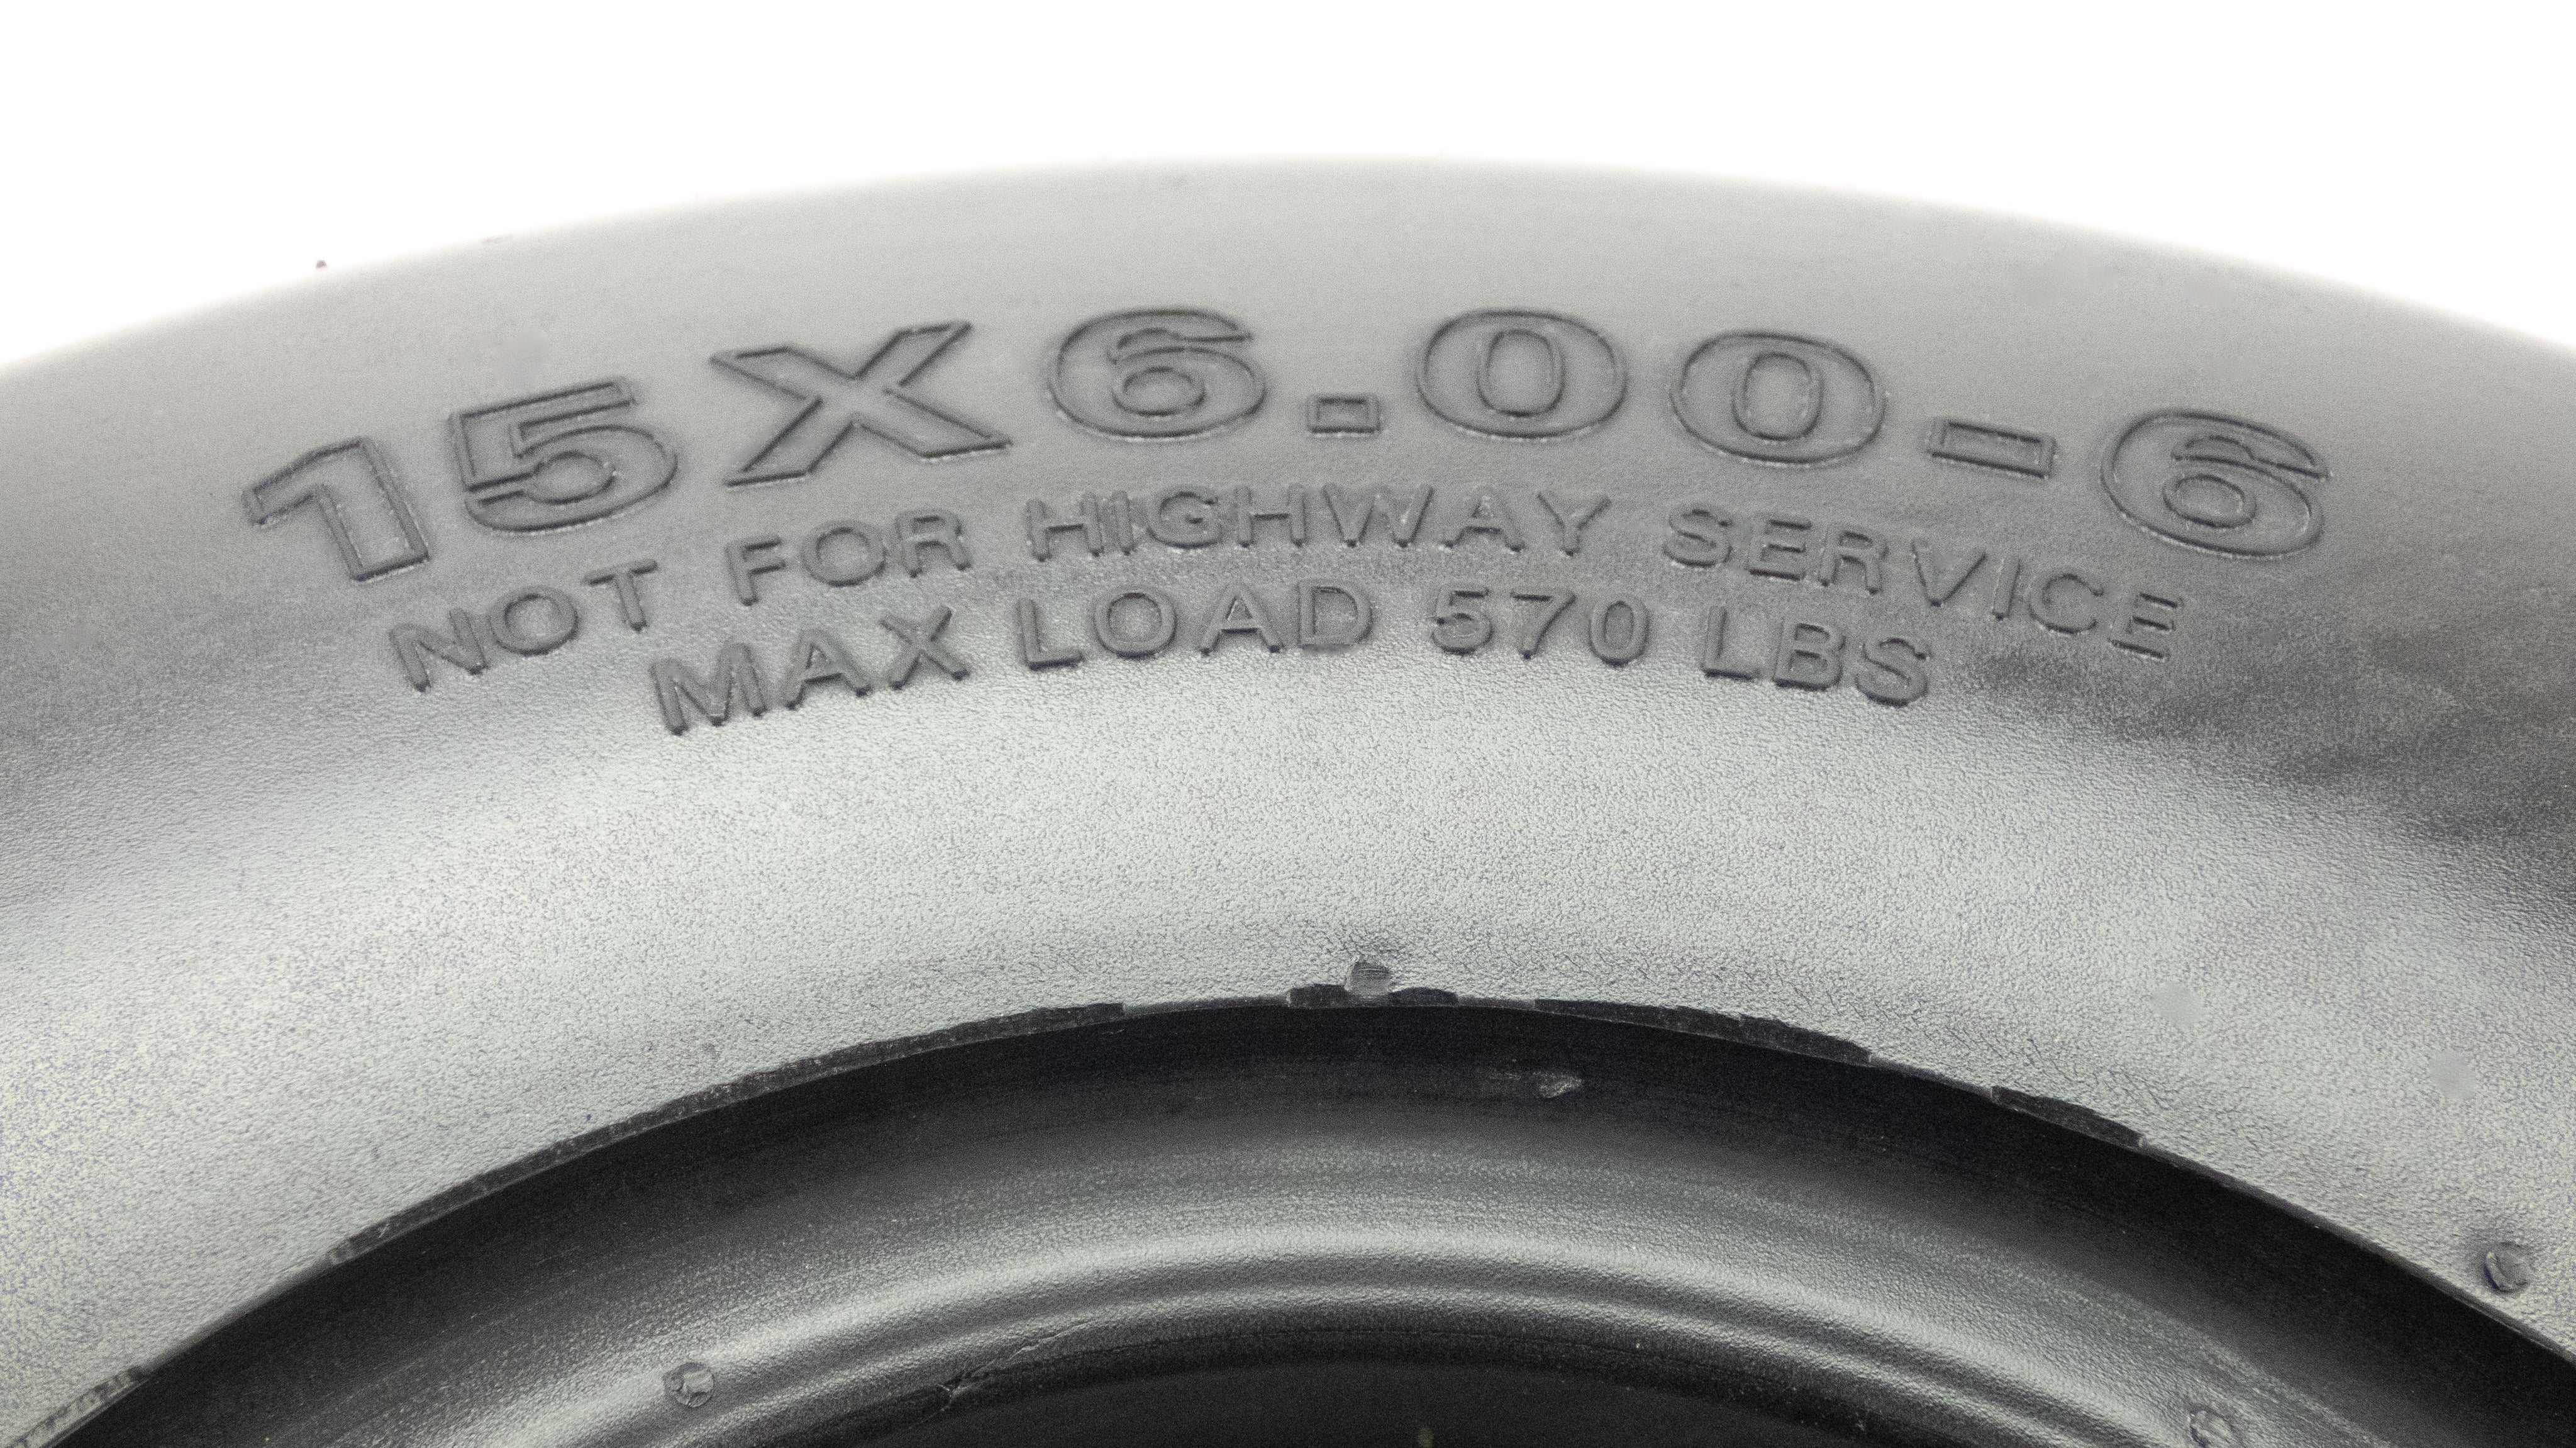 15X6.00-6
NOT FOR HIGHWAY SERVICE
MAX LOAD 570 LBS